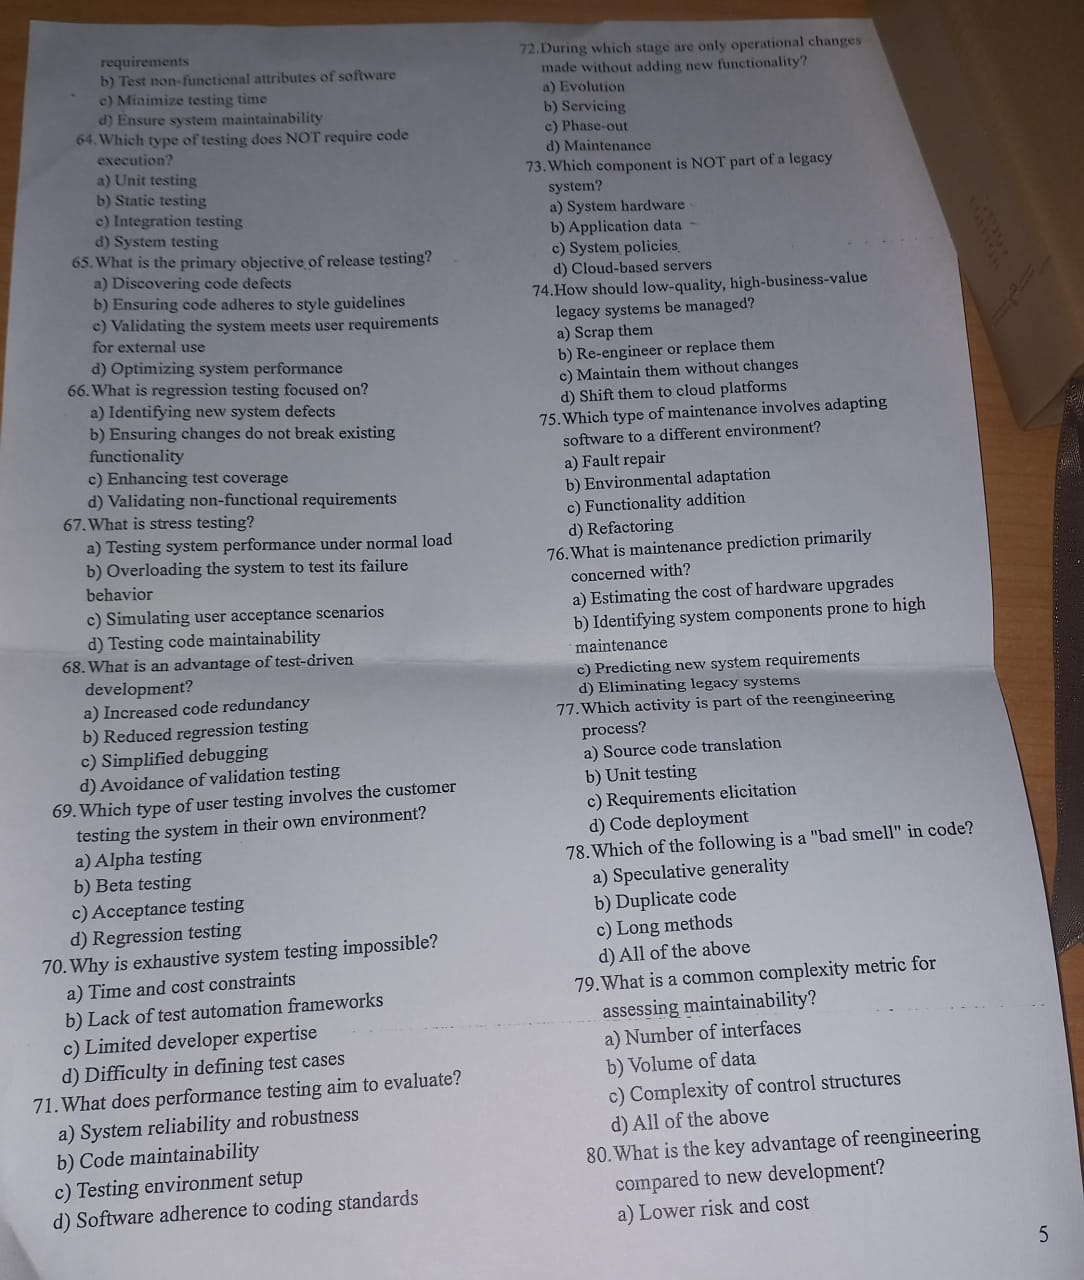 requirements
b) Test non-functional attributes of software
c) Minimize testing time
d) Ensure system maintainability
64. Which type of testing does NOT require code
execution?
a) Unit testing
b) Static testing
c) Integration testing
d) System testing
65. What is the primary objective of release testing?
a) Discovering code defects
b) Ensuring code adheres to style guidelines
c) Validating the system meets user requirements
for external use
d) Optimizing system performance
66. What is regression testing focused on?
a) Identifying new system defects
b) Ensuring changes do not break existing
functionality
c) Enhancing test coverage
d) Validating non-functional requirements
67. What is stress testing?
a) Testing system performance under normal load
b) Overloading the system to test its failure
behavior
c) Simulating user acceptance scenarios
d) Testing code maintainability
68. What is an advantage of test-driven
development?
a) Increased code redundancy
b) Reduced regression testing
c) Simplified debugging
d) Avoidance of validation testing
69. Which type of user testing involves the customer
testing the system in their own environment?
a) Alpha testing
b) Beta testing
c) Acceptance testing
d) Regression testing
70. Why is exhaustive system testing impossible?
a) Time and cost constraints
b) Lack of test automation frameworks
c) Limited developer expertise
d) Difficulty in defining test cases
71. What does performance testing aim to evaluate?
a) System reliability and robustness
b) Code maintainability
c) Testing environment setup
d) Software adherence to coding standards
72. During which stage are only operational changes
made without adding new functionality?
a) Evolution
b) Servicing
c) Phase-out
d) Maintenance
73. Which component is NOT part of a legacy
system?
a) System hardware
b) Application data
c) System policies
d) Cloud-based servers
74. How should low-quality, high-business-value
legacy systems be managed?
a) Scrap them
b) Re-engineer or replace them
c) Maintain them without changes
d) Shift them to cloud platforms
75. Which type of maintenance involves adapting
software to a different environment?
a) Fault repair
b) Environmental adaptation
c) Functionality addition
d) Refactoring
76. What is maintenance prediction primarily
concerned with?
a) Estimating the cost of hardware upgrades
b) Identifying system components prone to high
maintenance
c) Predicting new system requirements
d) Eliminating legacy systems
77. Which activity is part of the reengineering
process?
a) Source code translation
b) Unit testing
c) Requirements elicitation
d) Code deployment
78. Which of the following is a "bad smell" in code?
a) Speculative generality
b) Duplicate code
c) Long methods
d) All of the above
79. What is a common complexity metric for
assessing maintainability?
a) Number of interfaces
b) Volume of data
c) Complexity of control structures
d) All of the above
80. What is the key advantage of reengineering
compared to new development?
a) Lower risk and cost
5